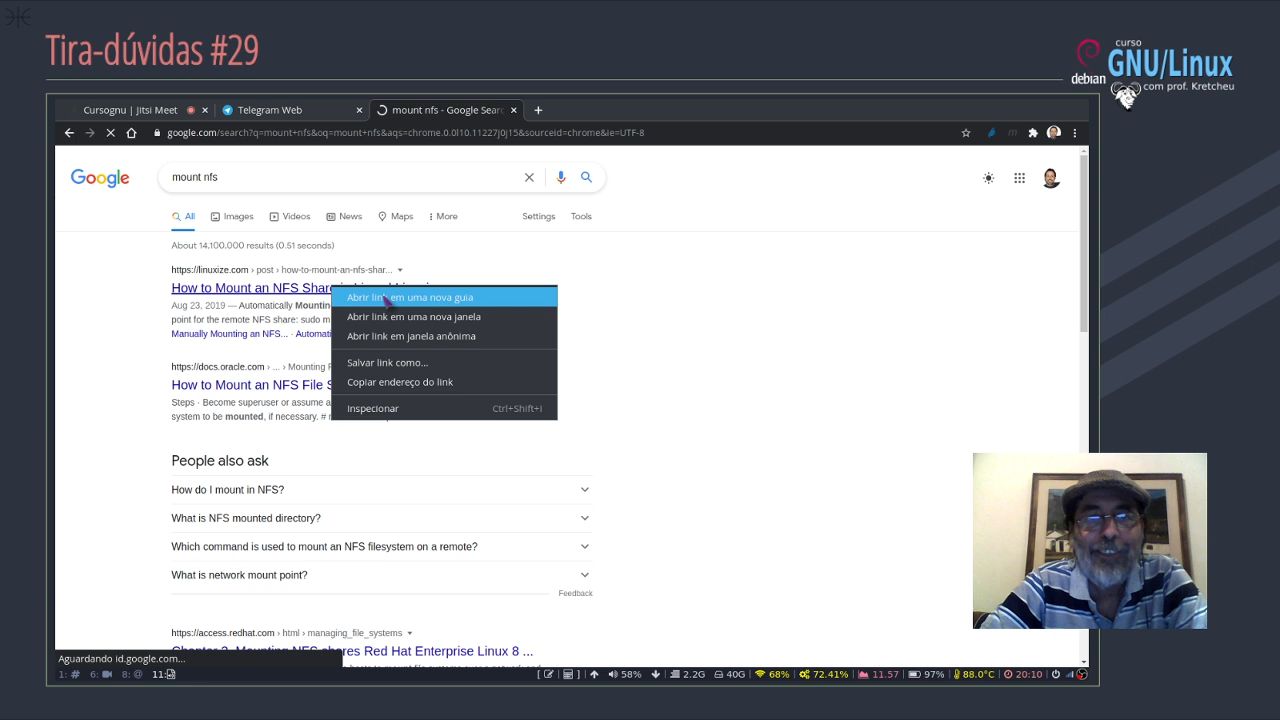 Tira-dúvidas #29
curso
GNU/Linux
debian
com prof. Kretcheu
Cursognu | Jitsi Meet
Telegram Web
mount nfs - Google Sear
google.com/search?q=mount+nfs&oq=mount+nfs&aqs=chrome.0.0l10.11227j0j15&sourceid=chrome&ie=UTF-8
Google
mount nfs
All
Images
Videos
News
Maps
More
Settings
Tools
About 14.100.000 results (0.51 seconds)
https://linuxize.com › post › how-to-mount-an-nfs-shar...
How to Mount an NFS Share
Aug 23, 2019 — Automatically Mounting
point for the remote NFS share: sudo m
Manually Mounting an NFS... · Automat
Abrir link em uma nova guia
Abrir link em uma nova janela
Abrir link em janela anônima
Salvar link como...
Copiar endereço do link
Inspecionar Ctrl+Shift+I
https://docs.oracle.com › ... › Mounting
How to Mount an NFS File S
Steps · Become superuser or assume a
system to be mounted, if necessary. #
People also ask
How do I mount in NFS?
What is NFS mounted directory?
Which command is used to mount an NFS filesystem on a remote?
What is network mount point?
Feedback
https://access.redhat.com › html › managing_file_systems
Mounting NFS shares Red Hat Enterprise Linux 8 ...
Aguardando id.google.com...
1: # 6: 8: @ 11:
[ ] 58% 2.2G 40G 68% 72.41% 11.57 97% 88.0°C 20:10